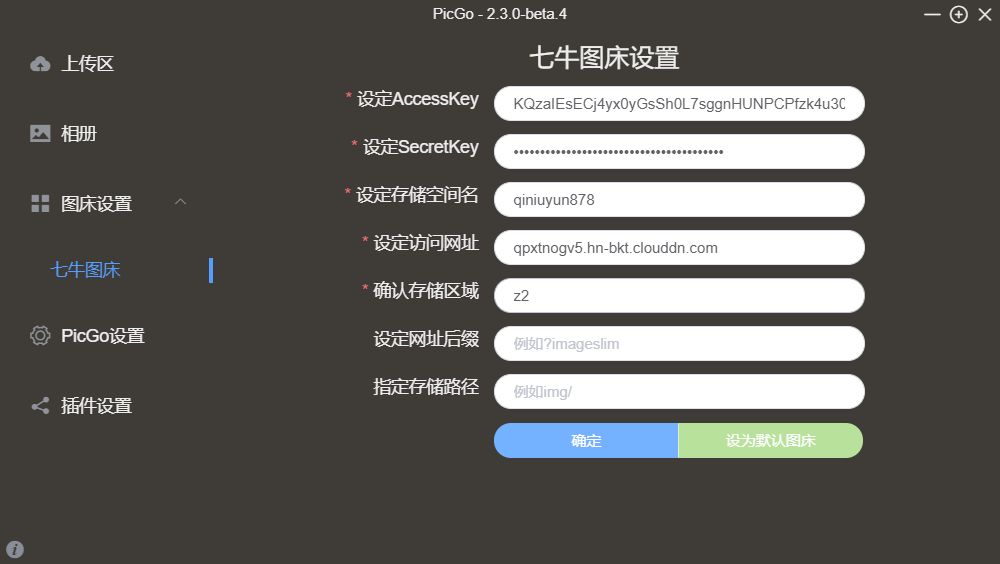 PicGo - 2.3.0-beta.4
上传区
相册
图床设置
七牛图床
PicGo设置
插件设置
七牛图床设置
* 设定AccessKey
KQzaIEsECj4yx0yGsSh0L7sggnHUNPCPfzk4u30
* 设定SecretKey
* 设定存储空间名
qiniuyun878
* 设定访问网址
qpxtnogv5.hn-bkt.clouddn.com
* 确认存储区域
z2
设定网址后缀
例如?imageslim
指定存储路径
例如img/
确定
设为默认图床